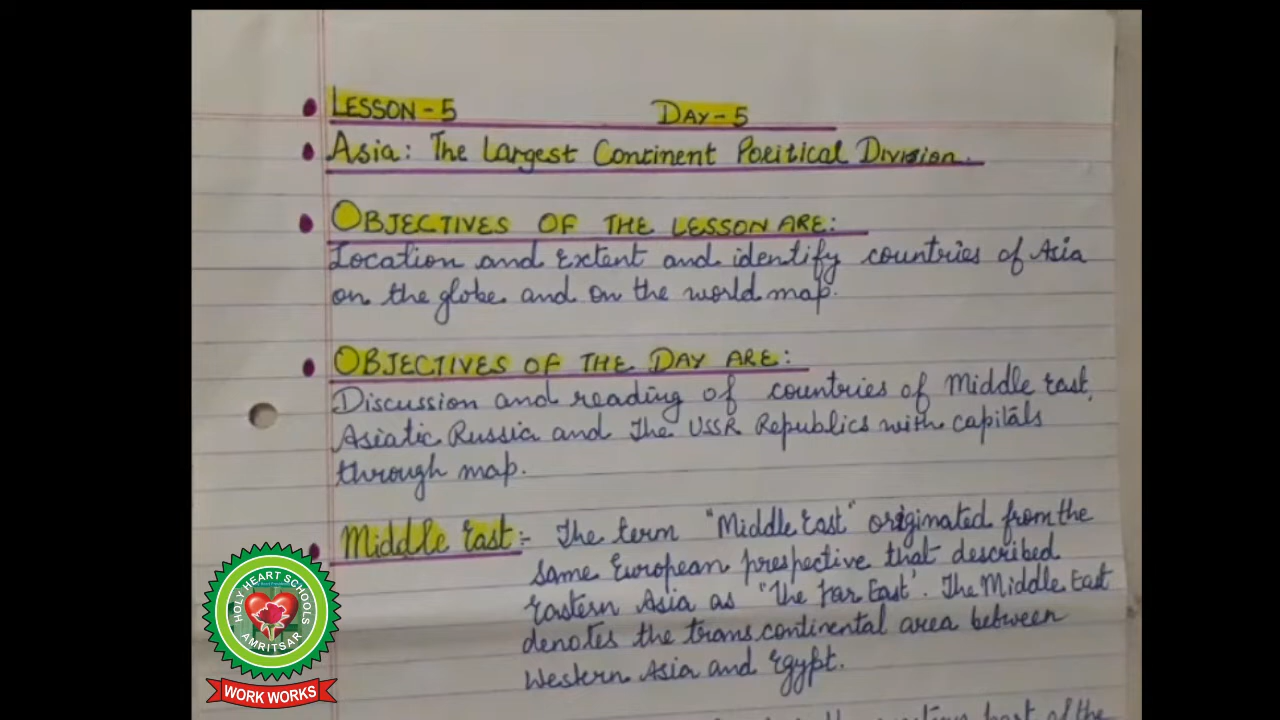 LESSON - 5 DAY - 5
Asia: The Largest Continent Political Division.
OBJECTIVES OF THE LESSON ARE:
Location and Extent and identify countries of Asia
on the globe and on the world map.
OBJECTIVES OF THE DAY ARE:
Discussion and reading of countries of Middle East,
Asiatic Russia and The USSR Republics with capitals
through map.
Middle East:- The term "Middle East" originated from the
same European prespective that described
Eastern Asia as "The Far East". The Middle East
denotes the trans.continental area between
Western Asia and Egypt.
part of the
HOLY HEART SCHOOLS
AMRITSAR
WORK WORKS